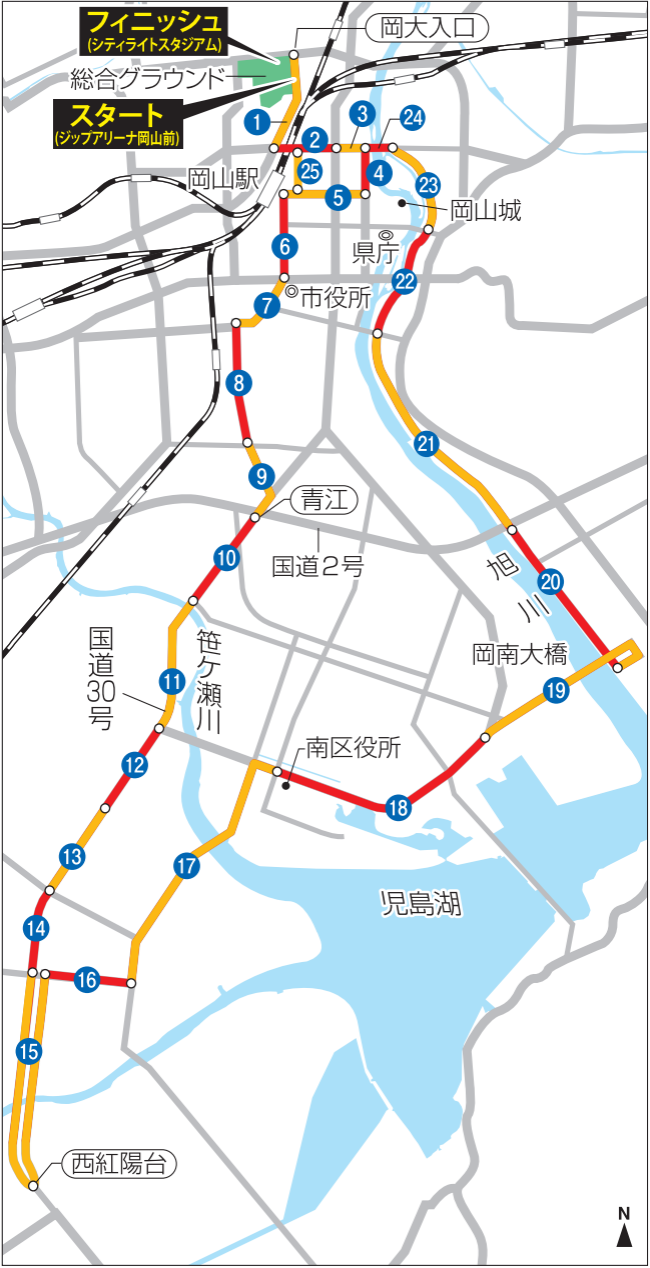 フィニッシュ
(シティライトスタジアム)
岡大入口
総合グラウンド
スタート
(ジップアリーナ岡山前)
1
2
3
24
25
4
23
岡山駅
5
岡山城
6
県庁
22
7
市役所
8
21
9
青江
10
国道2号
20
旭川
笹ケ瀬川
岡南大橋
国道30号
11
19
12
南区役所
18
13
17
児島湖
14
16
15
西紅陽台
N